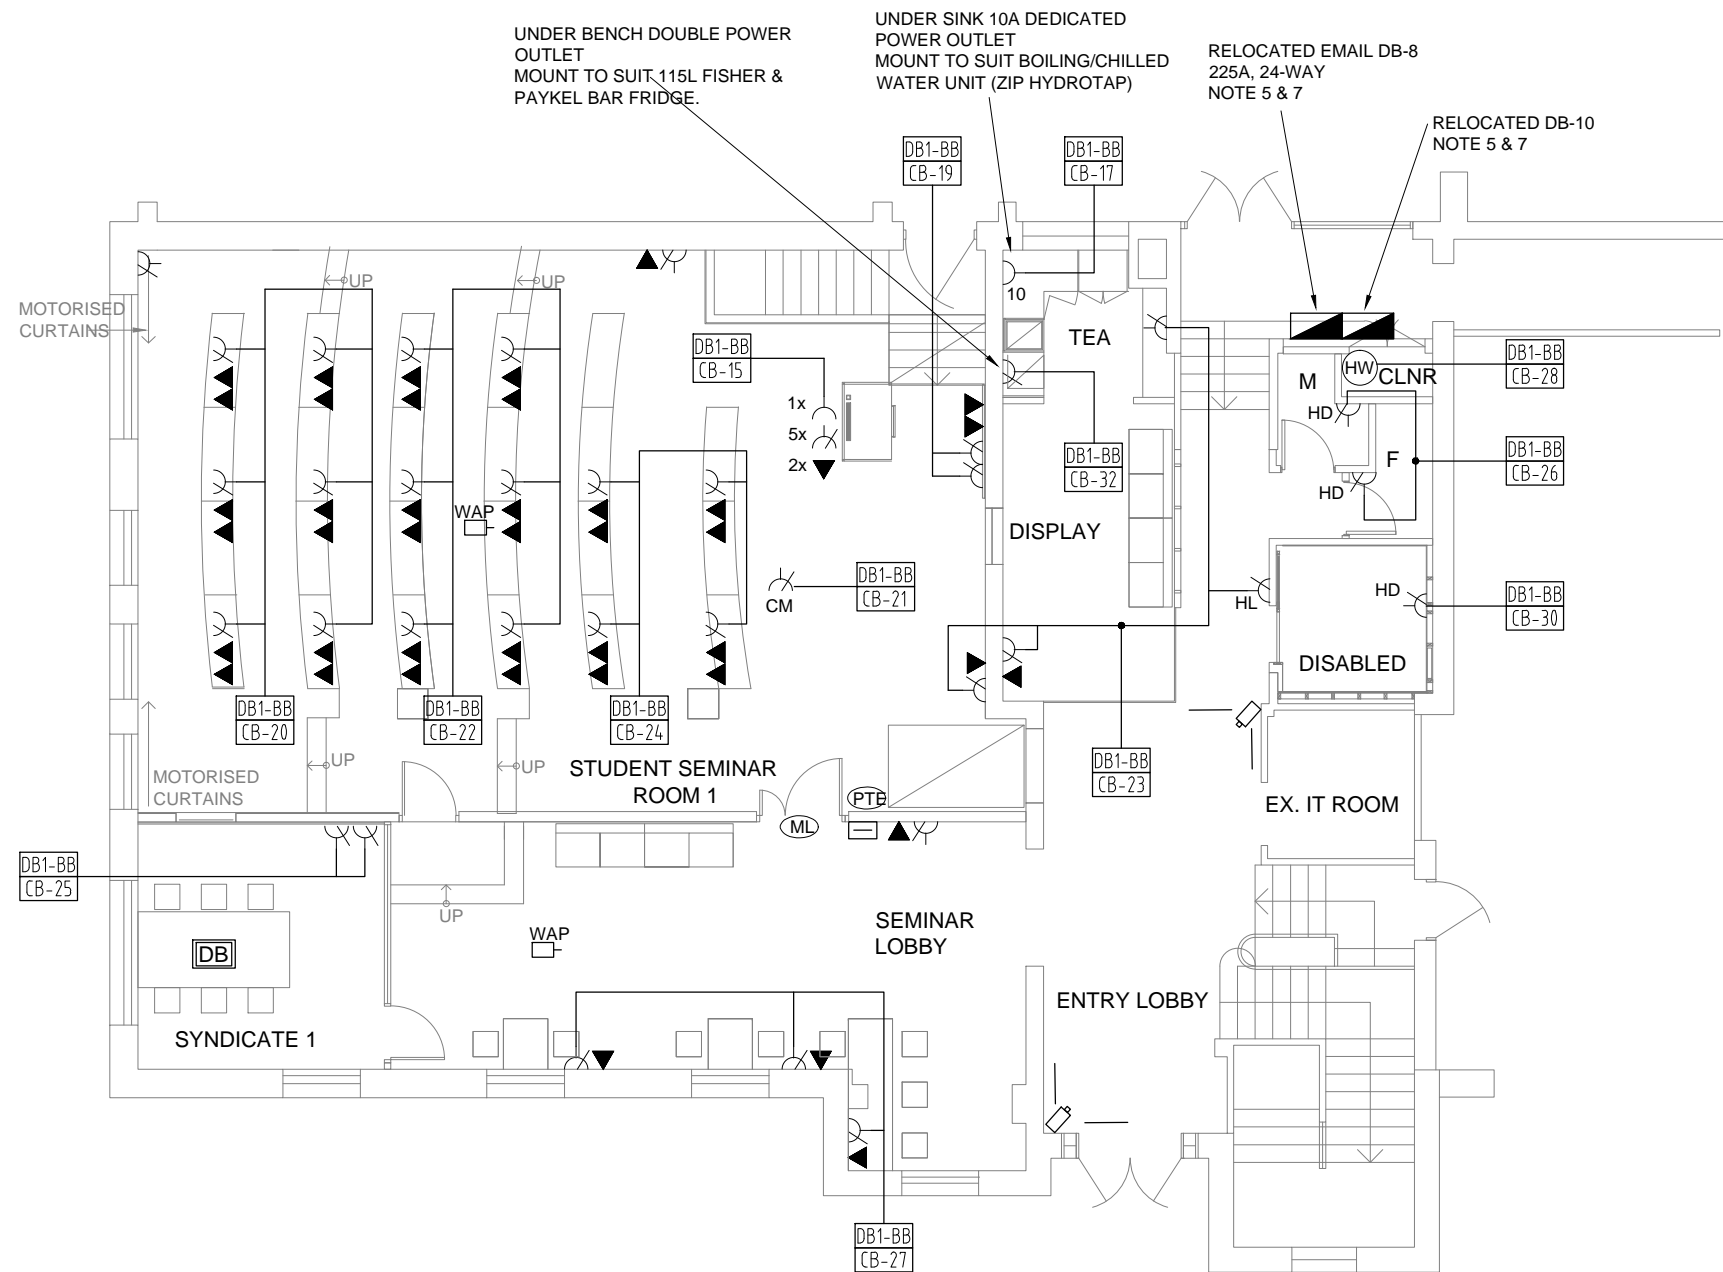 UNDER BENCH DOUBLE POWER
OUTLET
MOUNT TO SUIT 115L FISHER &
PAYKEL BAR FRIDGE.
UNDER SINK 10A DEDICATED
POWER OUTLET
MOUNT TO SUIT BOILING/CHILLED
WATER UNIT (ZIP HYDROTAP)
RELOCATED EMAIL DB-8
225A, 24-WAY
NOTE 5 & 7
RELOCATED DB-10
NOTE 5 & 7
DB1-BB
CB-19
DB1-BB
CB-17
UP
UP
MOTORISED
CURTAINS
10
TEA
DB1-BB
CB-15
1x
5x
2x
M
HW
CLNR
DB1-BB
CB-28
HD
DB1-BB
CB-32
F
DB1-BB
CB-26
HD
WAP
DISPLAY
CM
DB1-BB
CB-21
HL
HD
DB1-BB
CB-30
DISABLED
DB1-BB
CB-20
DB1-BB
CB-22
DB1-BB
CB-24
UP
UP
MOTORISED
CURTAINS
STUDENT SEMINAR
ROOM 1
DB1-BB
CB-23
PTE
ML
EX. IT ROOM
DB1-BB
CB-25
UP
DB
WAP
SEMINAR
LOBBY
ENTRY LOBBY
SYNDICATE 1
DB1-BB
CB-27